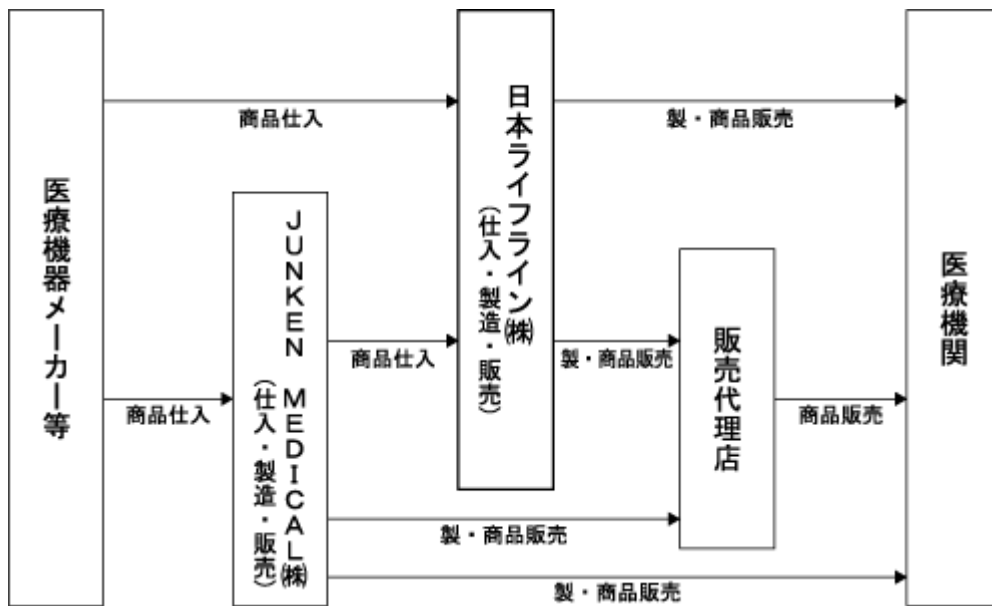 医療機器メーカー等
商品仕入
商品仕入
JUNKEN MEDICAL㈱
(仕入・製造・販売)
商品仕入
日本ライフライン㈱
(仕入・製造・販売)
製・商品販売
製・商品販売
製・商品販売
製・商品販売
販売代理店
商品販売
医療機関